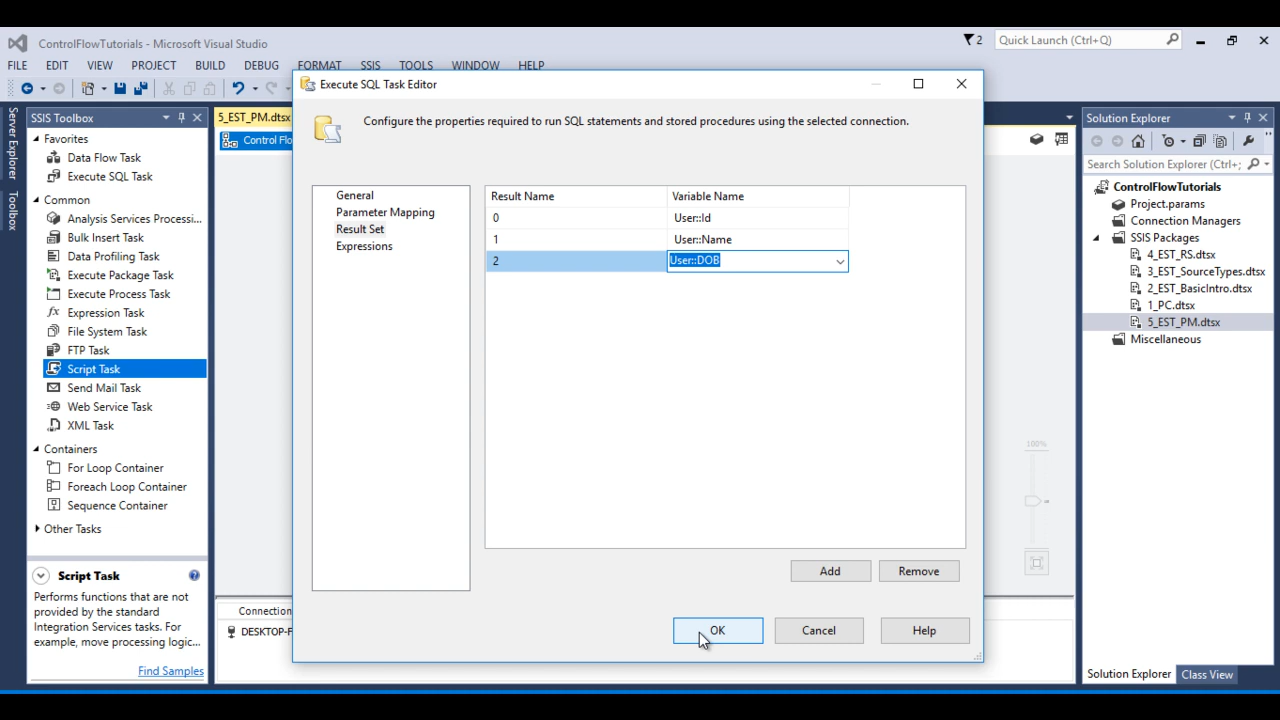 ControlFlowTutorials - Microsoft Visual Studio
2
Quick Launch (Ctrl+Q)
FILE EDIT VIEW PROJECT BUILD DEBUG FORMAT SSIS TOOLS WINDOW HELP
Server Explorer
Toolbox
SSIS Toolbox
Favorites
Data Flow Task
Execute SQL Task
Common
Analysis Services Processi...
Bulk Insert Task
Data Profiling Task
Execute Package Task
Execute Process Task
Expression Task
File System Task
FTP Task
Script Task
Send Mail Task
Web Service Task
XML Task
Containers
For Loop Container
Foreach Loop Container
Sequence Container
Other Tasks
Script Task
Performs functions that are not
provided by the standard
Integration Services tasks. For
example, move processing logic...
Find Samples
5_EST_PM.dtsx
Control Flo
Connection
DESKTOP-F
Execute SQL Task Editor
Configure the properties required to run SQL statements and stored procedures using the selected connection.
General
Parameter Mapping
Result Set
Expressions
Result Name Variable Name
0 User::Id
1 User::Name
2 User::DOB
Add Remove
OK Cancel Help
100%
Solution Explorer
Search Solution Explorer (Ctrl+;
ControlFlowTutorials
Project.params
Connection Managers
SSIS Packages
4_EST_RS.dtsx
3_EST_SourceTypes.dtsx
2_EST_BasicIntro.dtsx
1_PC.dtsx
5_EST_PM.dtsx
Miscellaneous
Solution Explorer Class View